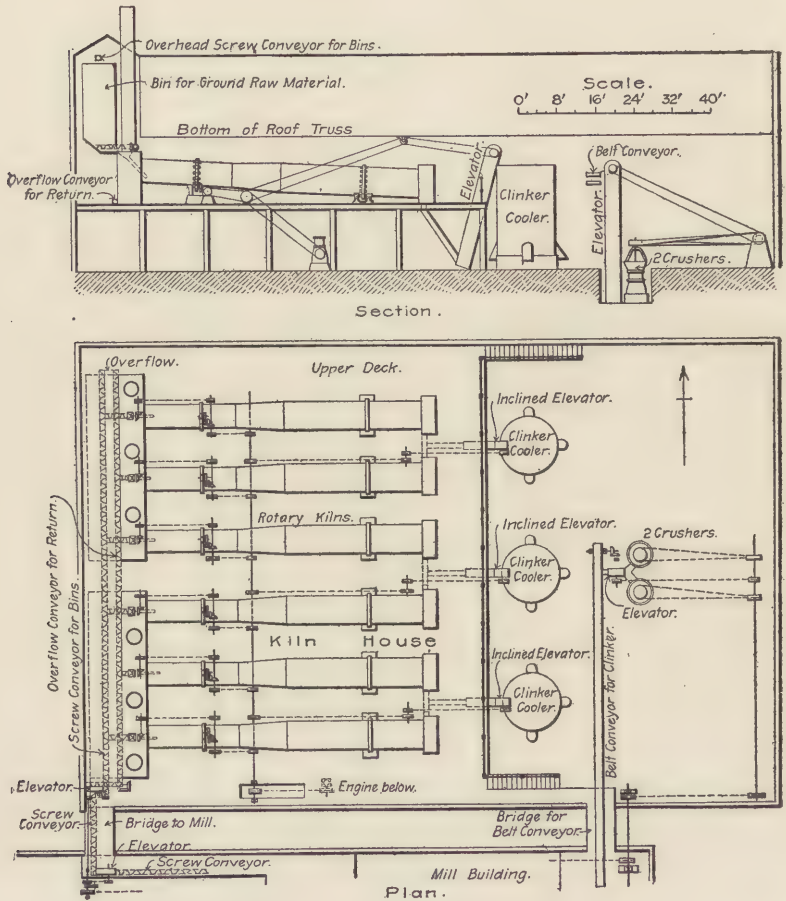 Overhead Screw Conveyor for Bins.
Bin for Ground Raw Material.
Scale.
0' 8' 16' 24' 32' 40'
Bottom of Roof Truss
Overflow Conveyor
for Return.
Elevator.
Clinker
Cooler.
Belt Conveyor.
Elevator.
2 Crushers.
Section.
Overflow.
Upper Deck.
Inclined Elevator.
Clinker
Cooler.
Overflow Conveyor for Return.
Screw Conveyor for Bins.
Rotary Kilns.
Inclined Elevator.
Clinker
Cooler.
2 Crushers.
Elevator.
Kiln House
Inclined Elevator.
Clinker
Cooler.
Belt Conveyor for Clinker.
Elevator.
Engine below.
Screw
Conveyor.
Bridge to Mill.
Bridge for
Belt Conveyor.
Elevator
Screw Conveyor.
Mill Building.
Plan.